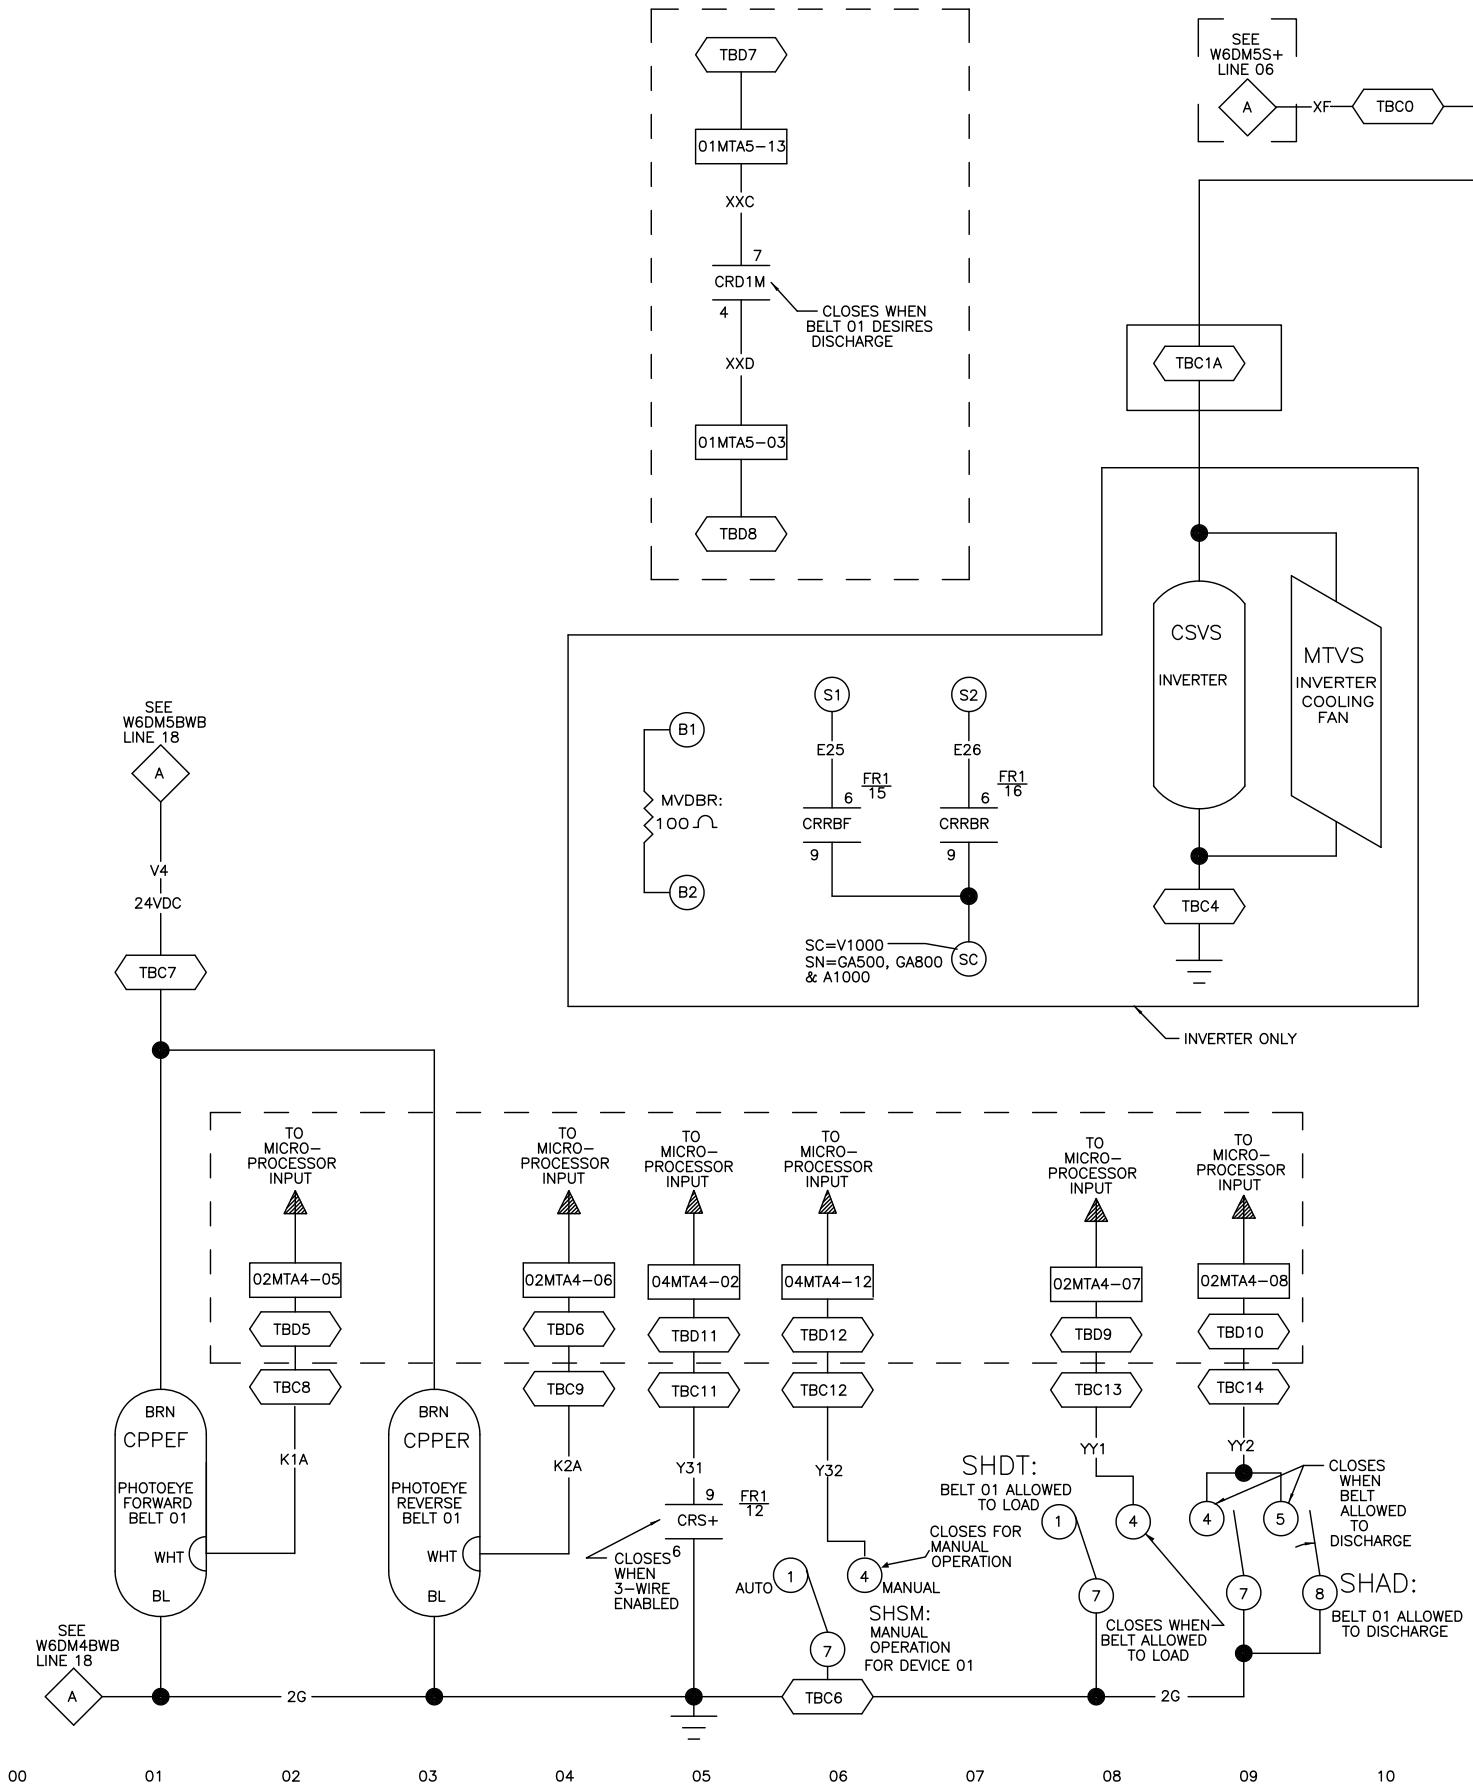 TBD7
01MTA5-13
XXC
7
CRD1M
4
CLOSES WHEN
BELT 01 DESIRES
DISCHARGE
XXD
01MTA5-03
TBD8
SEE
W6DM5S+
LINE 06
A
XF
TBC0
TBC1A
CSVS
INVERTER
MTVS
INVERTER
COOLING
FAN
TBC4
B1
MVDBR:
100
B2
S1
E25
FR1
15
6
CRRBF
9
S2
E26
FR1
16
6
CRRBR
9
SC=V1000
SN=GA500, GA800
& A1000
SC
INVERTER ONLY
SEE
W6DM5BWB
LINE 18
A
V4
24VDC
TBC7
TO
MICRO-
PROCESSOR
INPUT
02MTA4-05
TBD5
TBC8
K1A
TO
MICRO-
PROCESSOR
INPUT
02MTA4-06
TBD6
TBC9
K2A
TO
MICRO-
PROCESSOR
INPUT
04MTA4-02
TBD11
TBC11
Y31
TO
MICRO-
PROCESSOR
INPUT
04MTA4-12
TBD12
TBC12
Y32
TO
MICRO-
PROCESSOR
INPUT
02MTA4-07
TBD9
TBC13
YY1
TO
MICRO-
PROCESSOR
INPUT
02MTA4-08
TBD10
TBC14
YY2
BRN
CPPEF
PHOTOEYE
FORWARD
BELT 01
WHT
BL
BRN
CPPER
PHOTOEYE
REVERSE
BELT 01
WHT
BL
9
FR1
12
CRS+
6
CLOSES
WHEN
3-WIRE
ENABLED
CLOSES FOR
MANUAL
OPERATION
AUTO
1
4
MANUAL
SHSM:
MANUAL
OPERATION
FOR DEVICE 01
7
SHDT:
BELT 01 ALLOWED
TO LOAD
1
4
7
CLOSES WHEN
BELT ALLOWED
TO LOAD
CLOSES
WHEN
BELT
ALLOWED
TO
DISCHARGE
4
5
7
8
SHAD:
BELT 01 ALLOWED
TO DISCHARGE
SEE
W6DM4BWB
LINE 18
A
2G
TBC6
2G
00
01
02
03
04
05
06
07
08
09
10